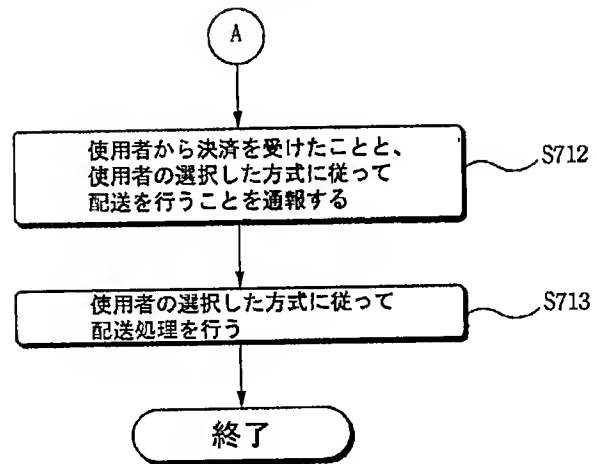 A
使用者から決済を受けたことと、
使用者の選択した方式に従って
配送を行うことを通報する
S712
使用者の選択した方式に従って
配送処理を行う
S713
終了